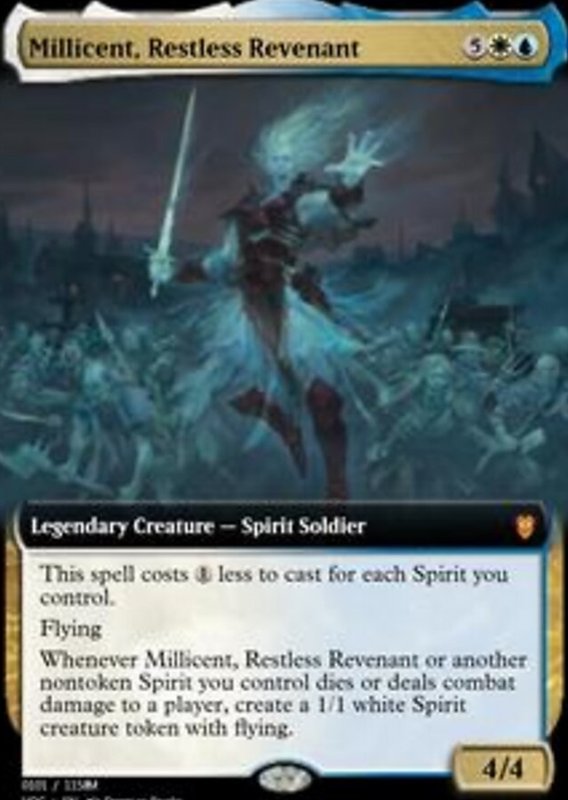 Millicent, Restless Revenant 5
Legendary Creature — Spirit Soldier
This spell costs 1 less to cast for each Spirit you
control.
Flying
Whenever Millicent, Restless Revenant or another
nontoken Spirit you control dies or deals combat
damage to a player, create a 1/1 white Spirit
creature token with flying.
4/4